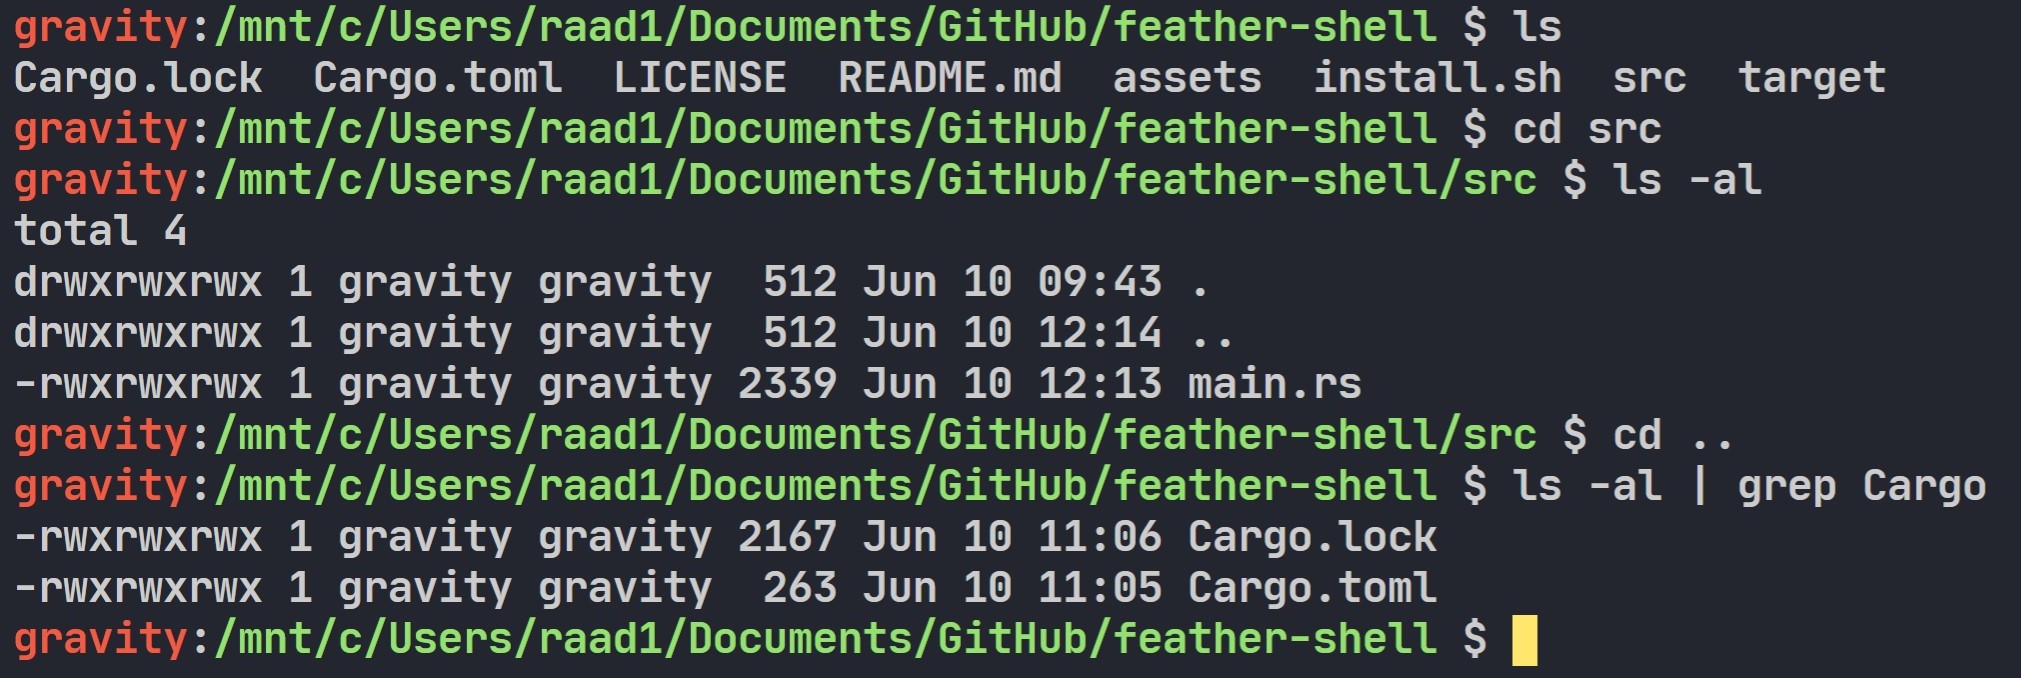 gravity:/mnt/c/Users/raad1/Documents/GitHub/feather-shell $ ls
Cargo.lock  Cargo.toml  LICENSE  README.md  assets  install.sh  src  target
gravity:/mnt/c/Users/raad1/Documents/GitHub/feather-shell $ cd src
gravity:/mnt/c/Users/raad1/Documents/GitHub/feather-shell/src $ ls -al
total 4
drwxrwxrwx 1 gravity gravity  512 Jun 10 09:43 .
drwxrwxrwx 1 gravity gravity  512 Jun 10 12:14 ..
-rwxrwxrwx 1 gravity gravity 2339 Jun 10 12:13 main.rs
gravity:/mnt/c/Users/raad1/Documents/GitHub/feather-shell/src $ cd ..
gravity:/mnt/c/Users/raad1/Documents/GitHub/feather-shell $ ls -al | grep Cargo
-rwxrwxrwx 1 gravity gravity 2167 Jun 10 11:06 Cargo.lock
-rwxrwxrwx 1 gravity gravity  263 Jun 10 11:05 Cargo.toml
gravity:/mnt/c/Users/raad1/Documents/GitHub/feather-shell $